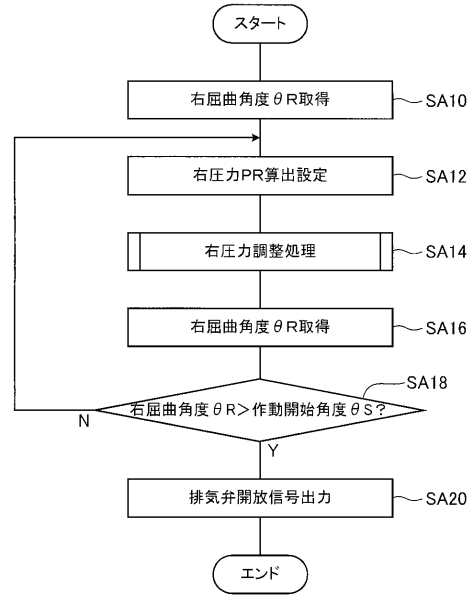 スタート
右屈曲角度θR取得
SA10
右圧力PR算出設定
SA12
右圧力調整処理
SA14
右屈曲角度θR取得
SA16
SA18
右屈曲角度θR＞作動開始角度θS?
N
Y
排気弁開放信号出力
SA20
エンド